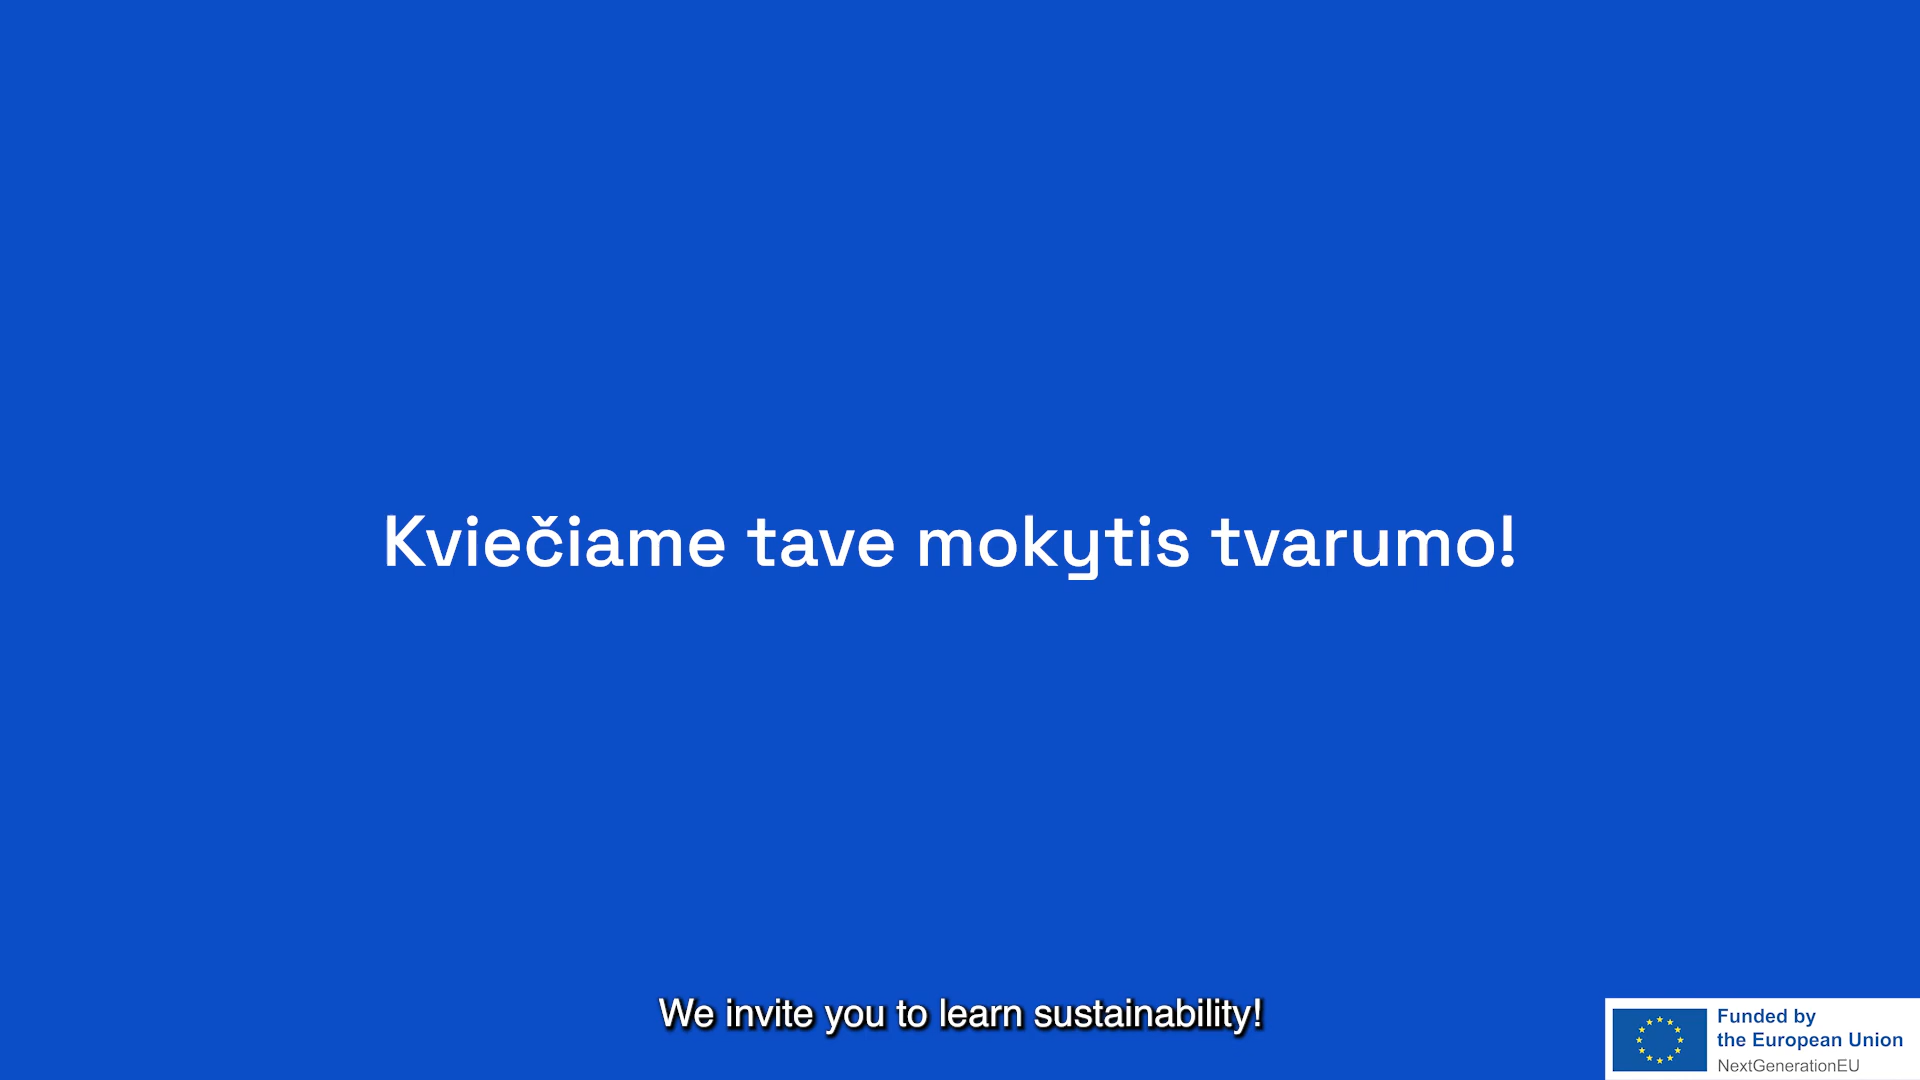 Kviečiame tave mokytis tvarumo!
We invite you to learn sustainability!
Funded by
the European Union
NextGenerationEU